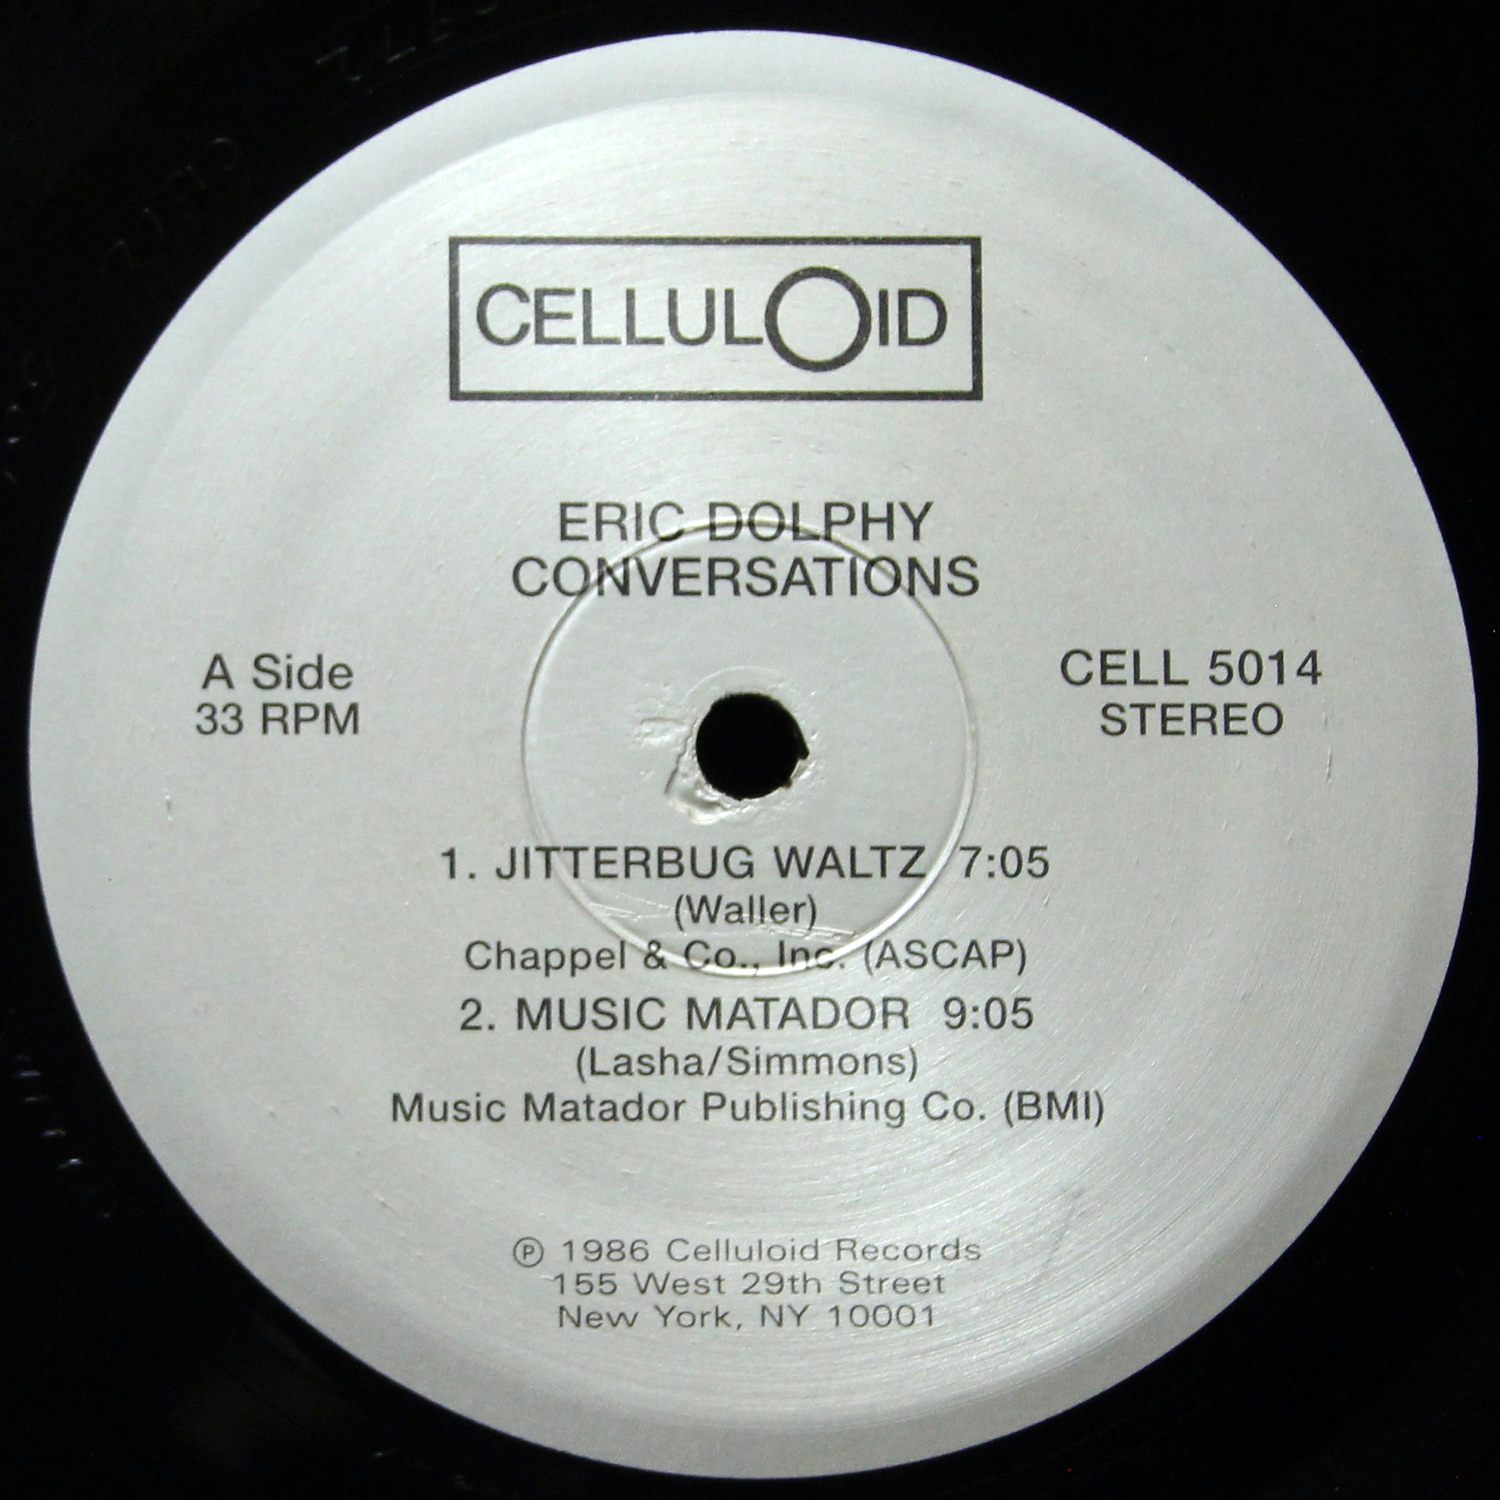 CELLULOID
ERIC DOLPHY
CONVERSATIONS
A Side
33 RPM
CELL 5014
STEREO
1. JITTERBUG WALTZ 7:05
(Waller)
Chappel & Co., Inc. (ASCAP)
2. MUSIC MATADOR 9:05
(Lasha/Simmons)
Music Matador Publishing Co. (BMI)
℗ 1986 Celluloid Records
155 West 29th Street
New York, NY 10001